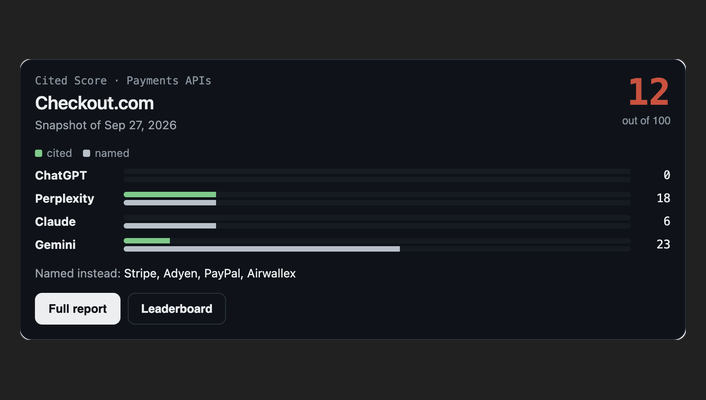 Cited Score · Payments APIs
Checkout.com
Snapshot of Sep 27, 2026
12
out of 100
cited named
ChatGPT 0
Perplexity 18
Claude 6
Gemini 23
Named instead: Stripe, Adyen, PayPal, Airwallex
Full report Leaderboard